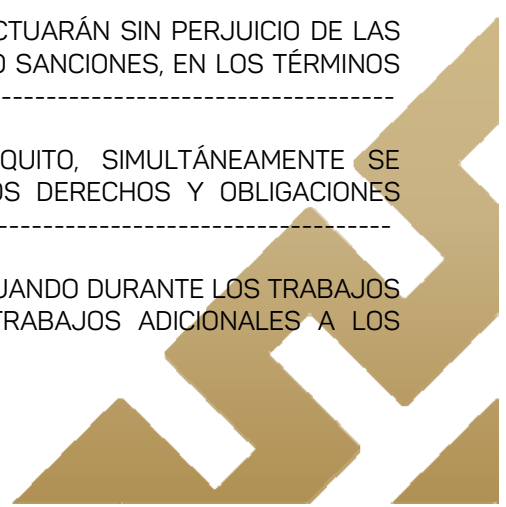 CTUARÁN SIN PERJUICIO DE LAS
O SANCIONES, EN LOS TÉRMINOS
-----------------------------------
QUITO, SIMULTÁNEAMENTE SE
OS DERECHOS Y OBLIGACIONES
-----------------------------------
UANDO DURANTE LOS TRABAJOS
TRABAJOS ADICIONALES A LOS